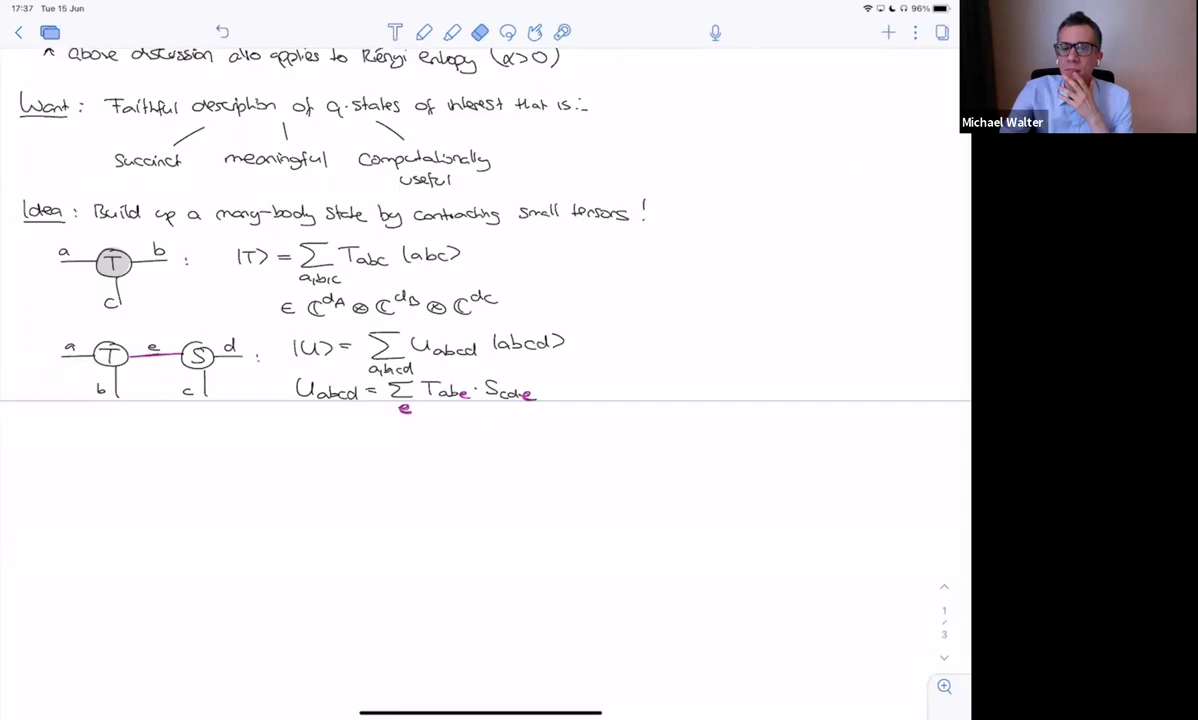 17:37 Tue 15 Jun
96%
above discussion also applies to Rényi entropy (α>0)
Want: Faithful description of q. states of interest that is:
Succinct meaningful computationally
useful
Idea: Build up a many-body state by contracting small tensors!
a T b : |T⟩ = ∑ Tabc |abc⟩
a,b,c
c
∈ ℂ^dA ⊗ ℂ^dB ⊗ ℂ^dC
a T e S d : |U⟩ = ∑ Uabcd |abcd⟩
a,b,c,d
b c Uabcd = ∑ Tabe · Scde
e
Michael Walter
1
/
3